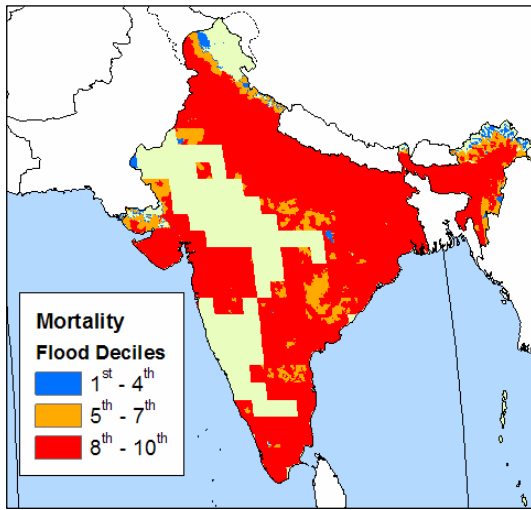 Mortality
Flood Deciles
1st - 4th
5th - 7th
8th - 10th